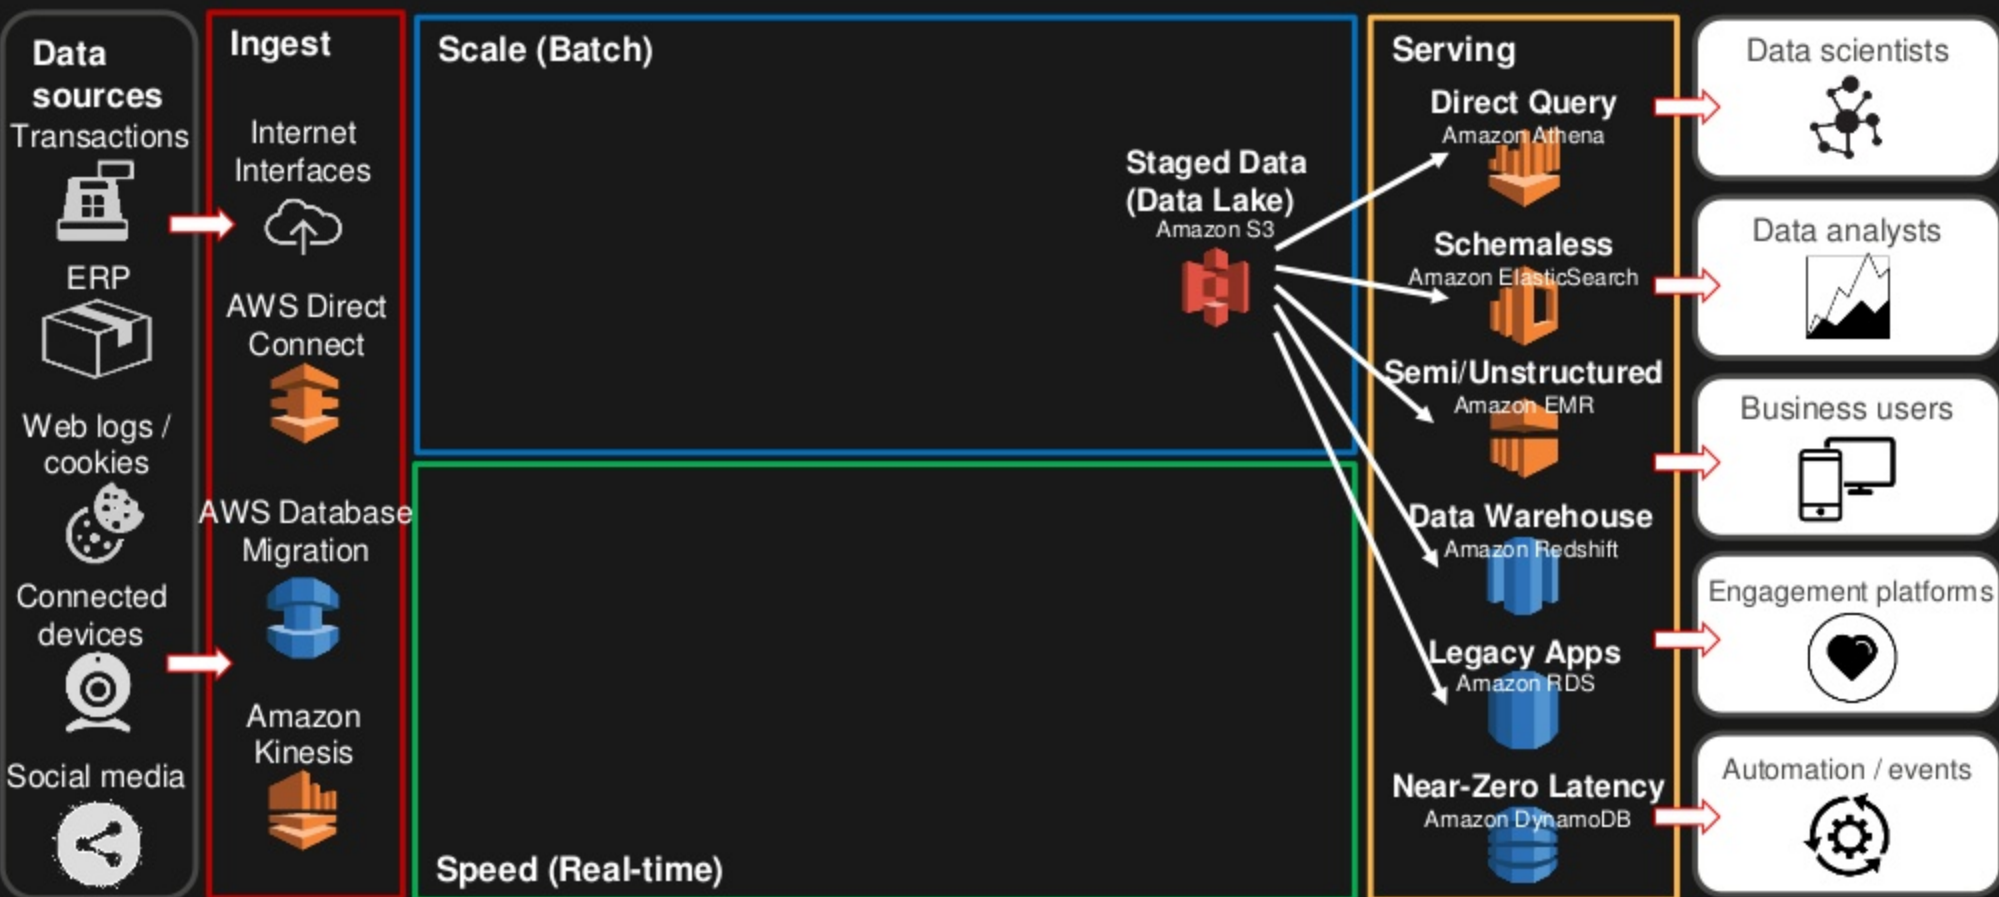 Data
sources
Transactions
ERP
Web logs /
cookies
Connected
devices
Social media
Ingest
Internet
Interfaces
AWS Direct
Connect
AWS Database
Migration
Amazon
Kinesis
Scale (Batch)
Staged Data
(Data Lake)
Amazon S3
Speed (Real-time)
Serving
Direct Query
Amazon Athena
Schemaless
Amazon ElasticSearch
Semi/Unstructured
Amazon EMR
Data Warehouse
Amazon Redshift
Legacy Apps
Amazon RDS
Near-Zero Latency
Amazon DynamoDB
Data scientists
Data analysts
Business users
Engagement platforms
Automation / events